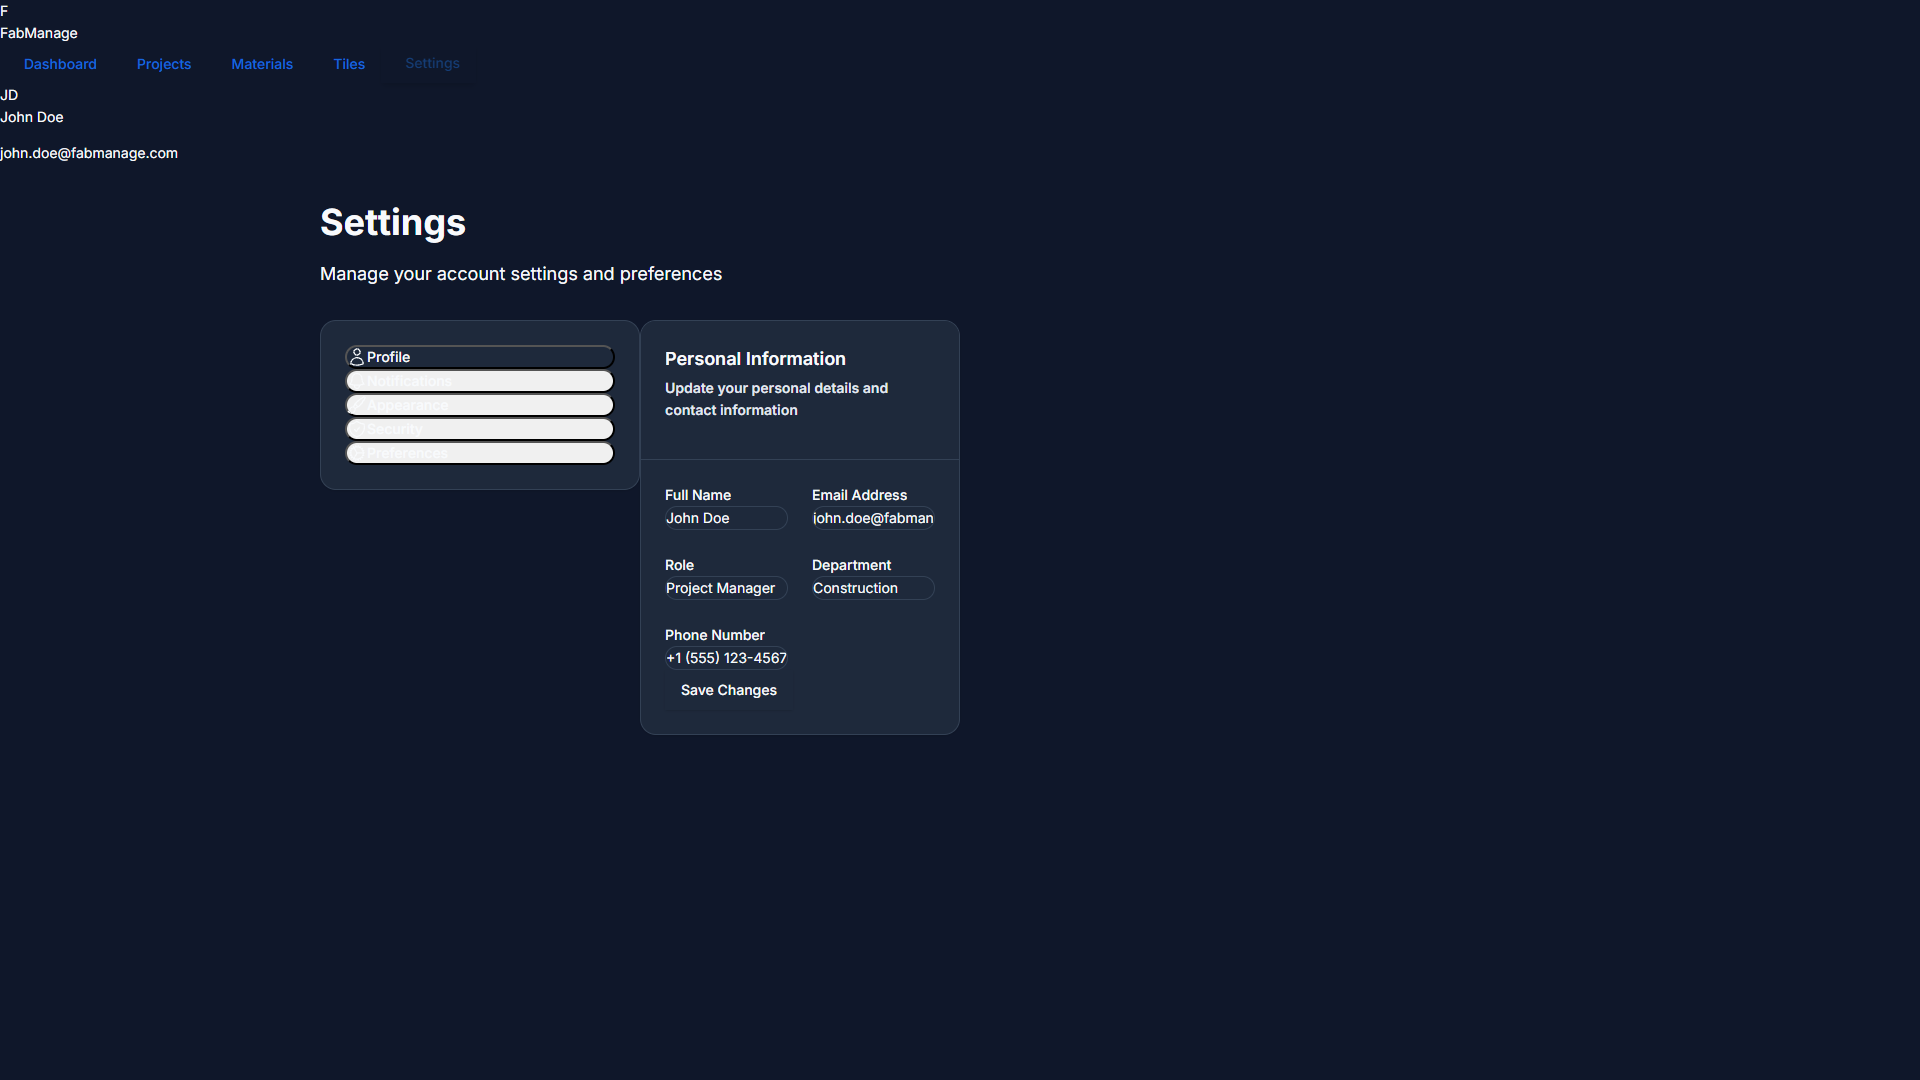 F
FabManage
Dashboard Projects Materials Tiles Settings
JD
John Doe
john.doe@fabmanage.com
Settings
Manage your account settings and preferences
Profile
Notifications
Appearance
Security
Preferences
Personal Information
Update your personal details and
contact information
Full Name Email Address
John Doe john.doe@fabman
Role Department
Project Manager Construction
Phone Number
+1 (555) 123-4567
Save Changes